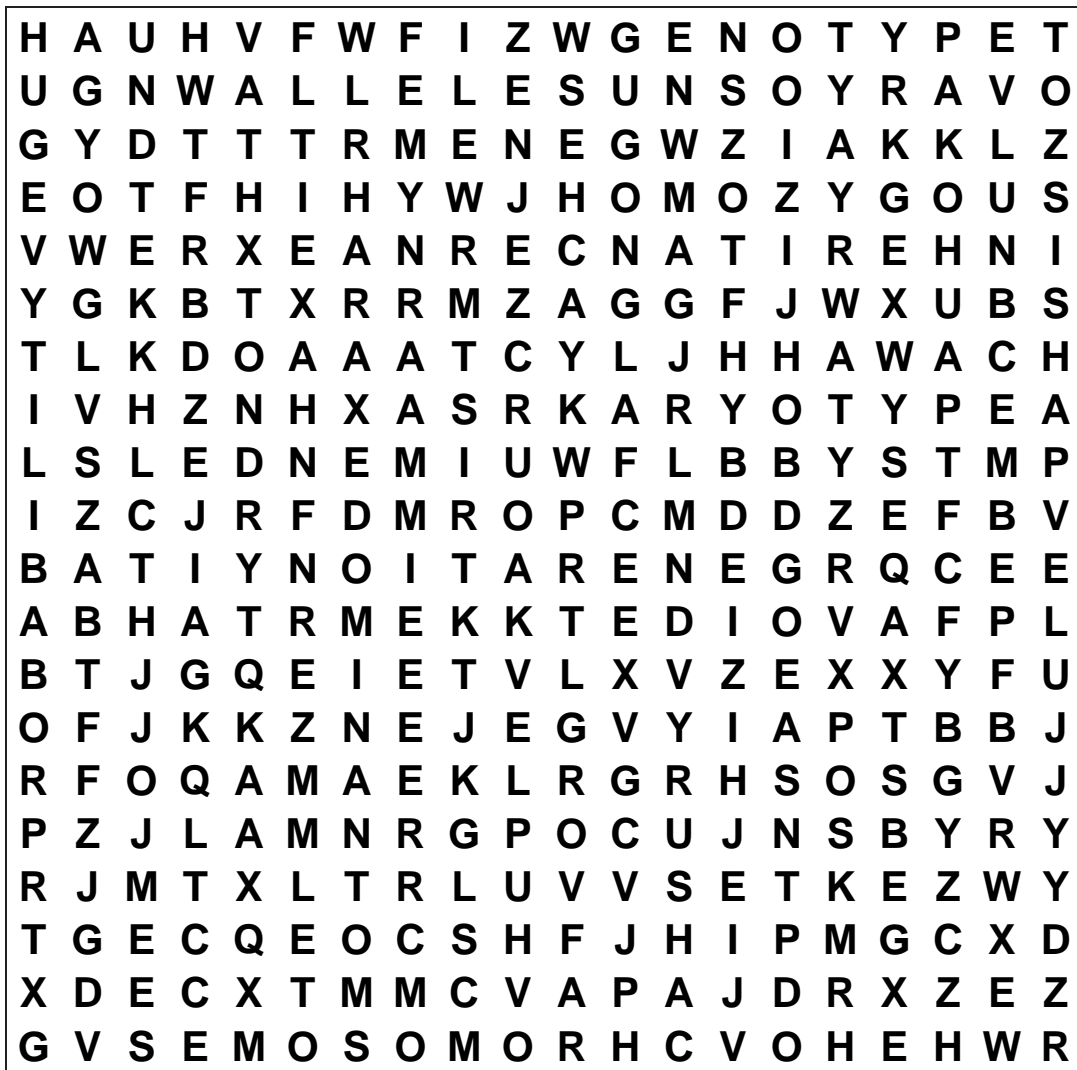 H A U H V F W F I Z W G E N O T Y P E T
U G N W A L L E L E S U N S O Y R A V O
G Y D T T T R M E N E G W Z I A K K L Z
E O T F H I H Y W J H O M O Z Y G O U S
V W E R X E A N R E C N A T I R E H N I
Y G K B T X R R M Z A G G F J W X U B S
T L K D O A A A T C Y L J H H A W A C H
I V H Z N H X A S R K A R Y O T Y P E A
L S L E D N E M I U W F L B B Y S T M P
I Z C J R F D M R O P C M D D Z E F B V
B A T I Y N O I T A R E N E G R Q C E E
A B H A T R M E K K T E D I O V A F P L
B T J G Q E I E T V L X V Z E X X Y F U
O F J K K Z N E J E G V Y I A P T B B J
R F O Q A M A E K L R G R H S O S G V J
P Z J L A M N R G P O C U J N S B Y R Y
R J M T X L T R L U V V S E T K E Z W Y
T G E C Q E O C S H F J H I P M G C X D
X D E C X T M M C V A P A J D R X Z E Z
G V S E M O S O M O R H C V O H E H W R